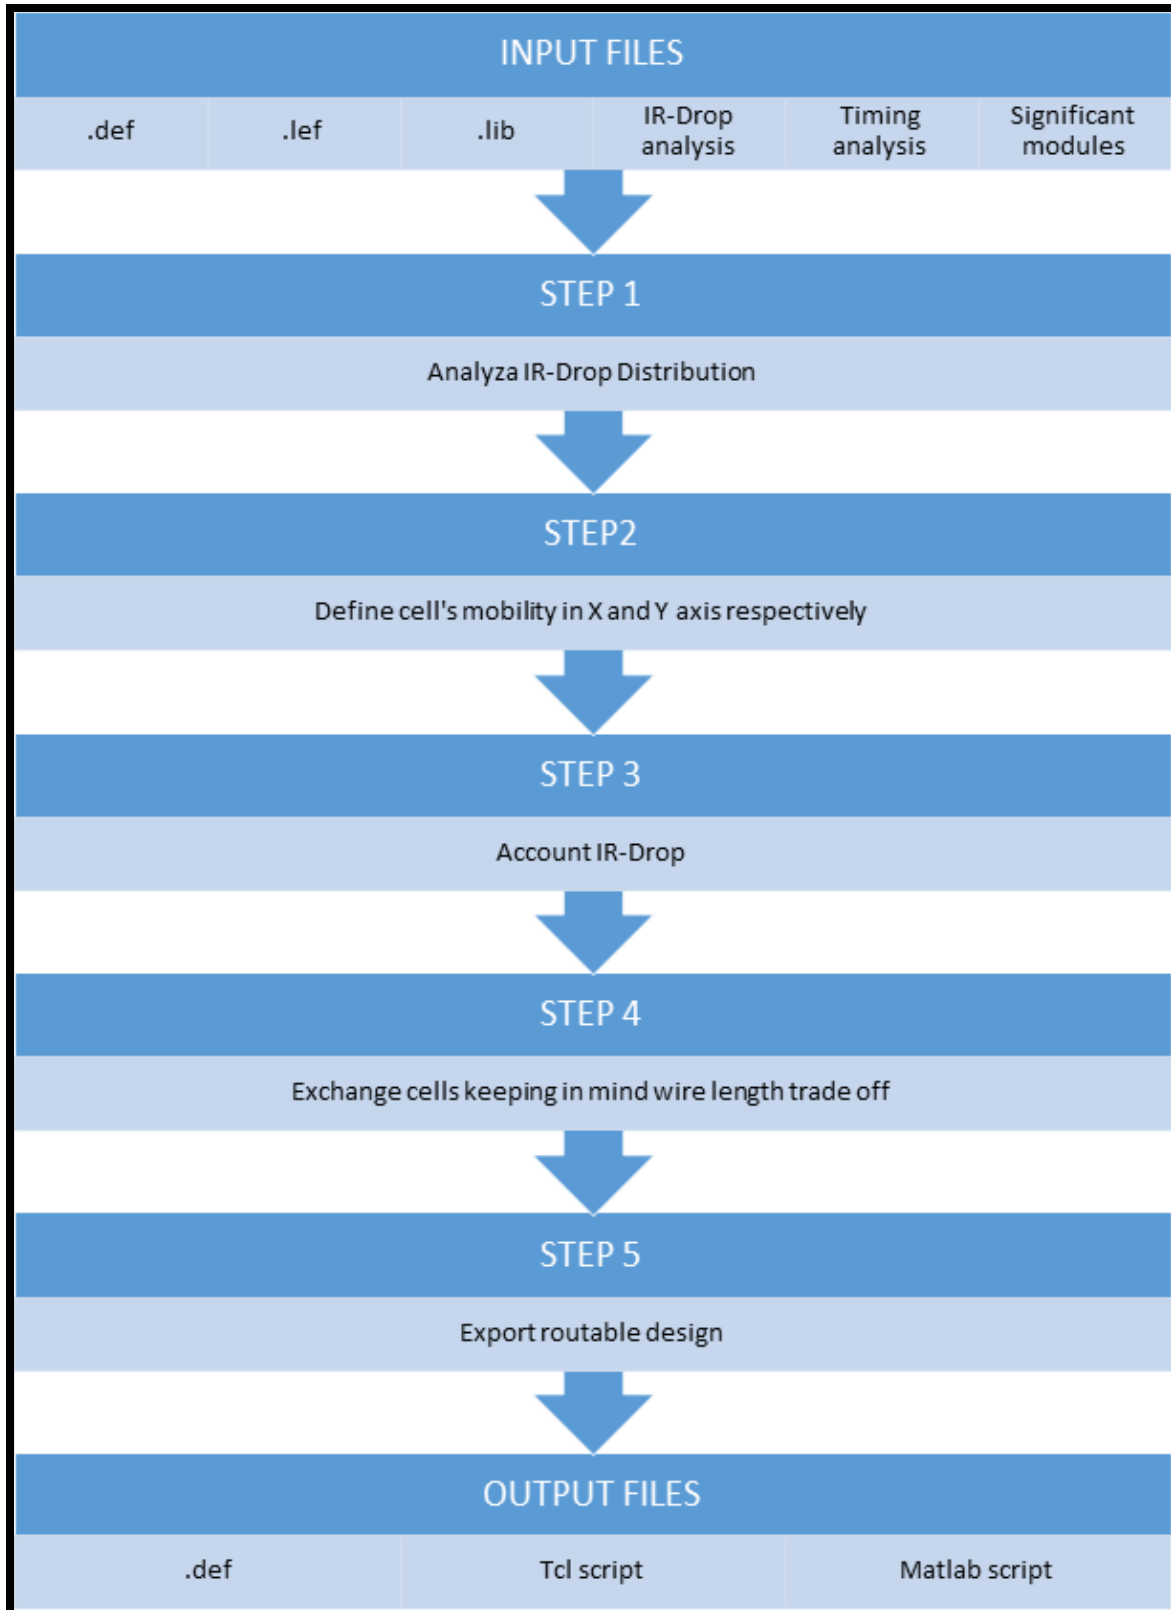 INPUT FILES
.def
.lef
.lib
IR-Drop
analysis
Timing
analysis
Significant
modules
STEP 1
Analyza IR-Drop Distribution
STEP2
Define cell's mobility in X and Y axis respectively
STEP 3
Account IR-Drop
STEP 4
Exchange cells keeping in mind wire length trade off
STEP 5
Export routable design
OUTPUT FILES
.def
Tcl script
Matlab script